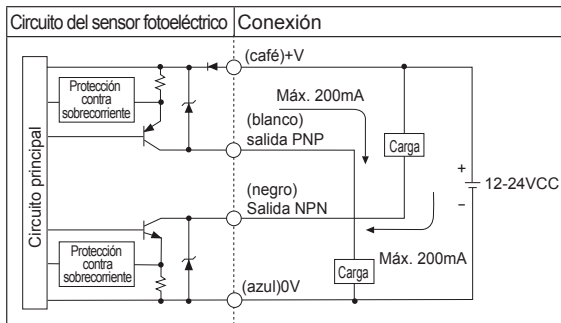 Circuito del sensor fotoeléctrico
Conexión
(café)+V
Protección
contra
sobrecorriente
Máx. 200mA
(blanco)
salida PNP
Carga
Circuito principal
+
12-24VCC
−
(negro)
Salida NPN
Protección
contra
sobrecorriente
Máx. 200mA
Carga
(azul)0V